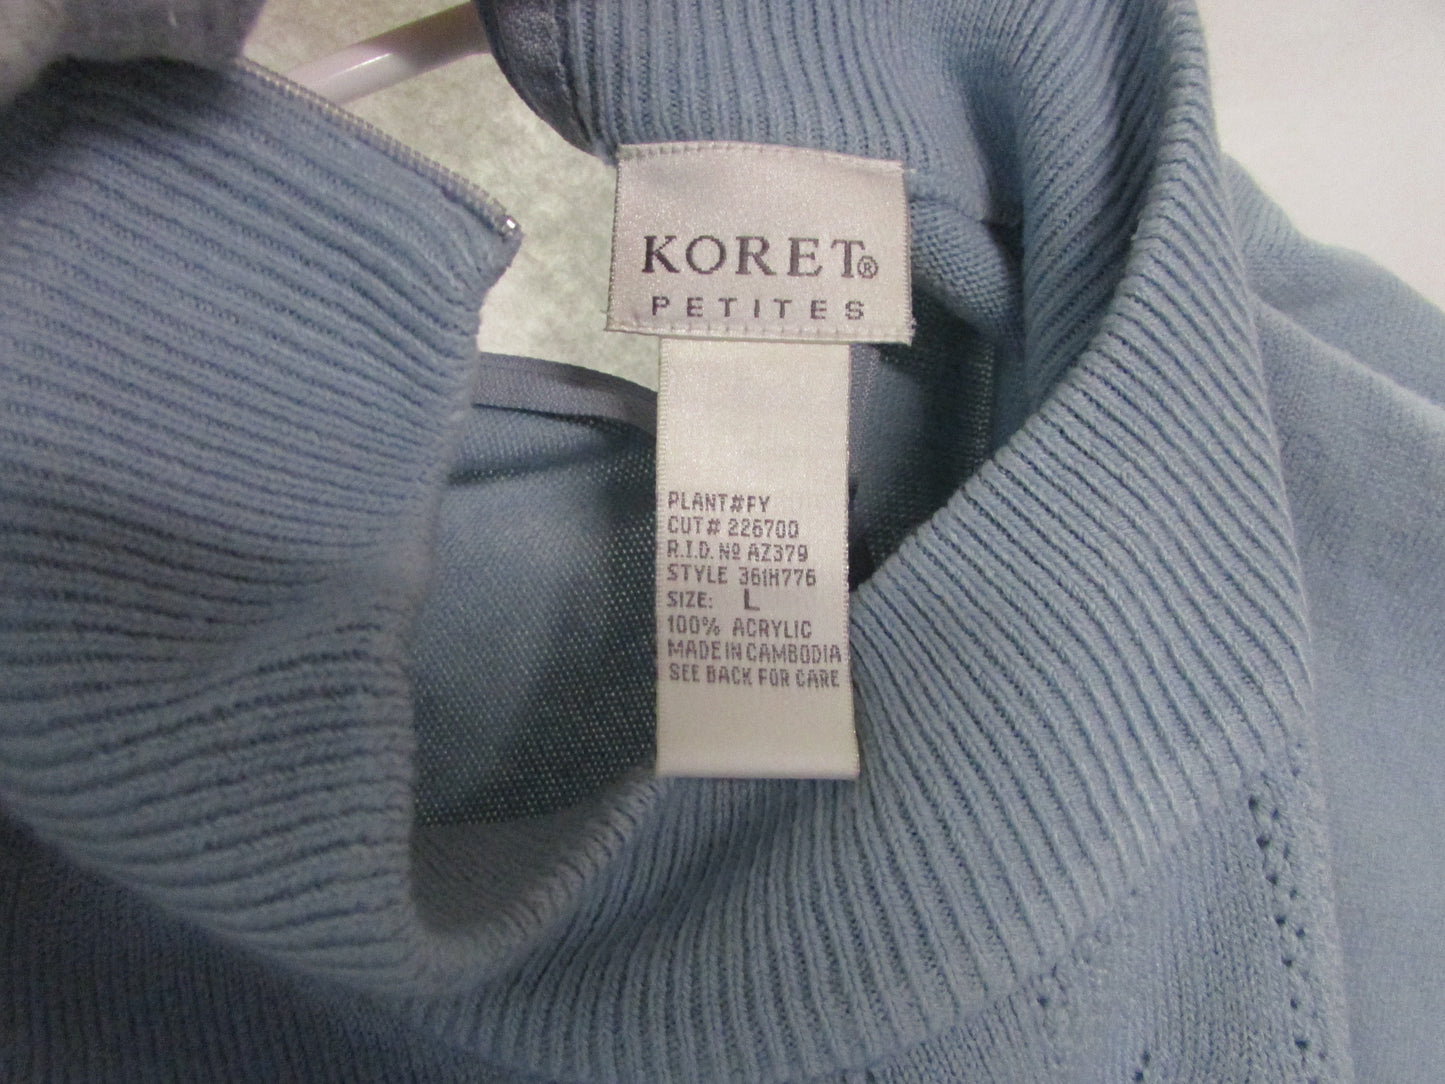 KORET®
PETITES
PLANT#FY
CUT# 226700
R.I.D. Nº AZ379
STYLE 361H776
SIZE: L
100% ACRYLIC
MADE IN CAMBODIA
SEE BACK FOR CARE